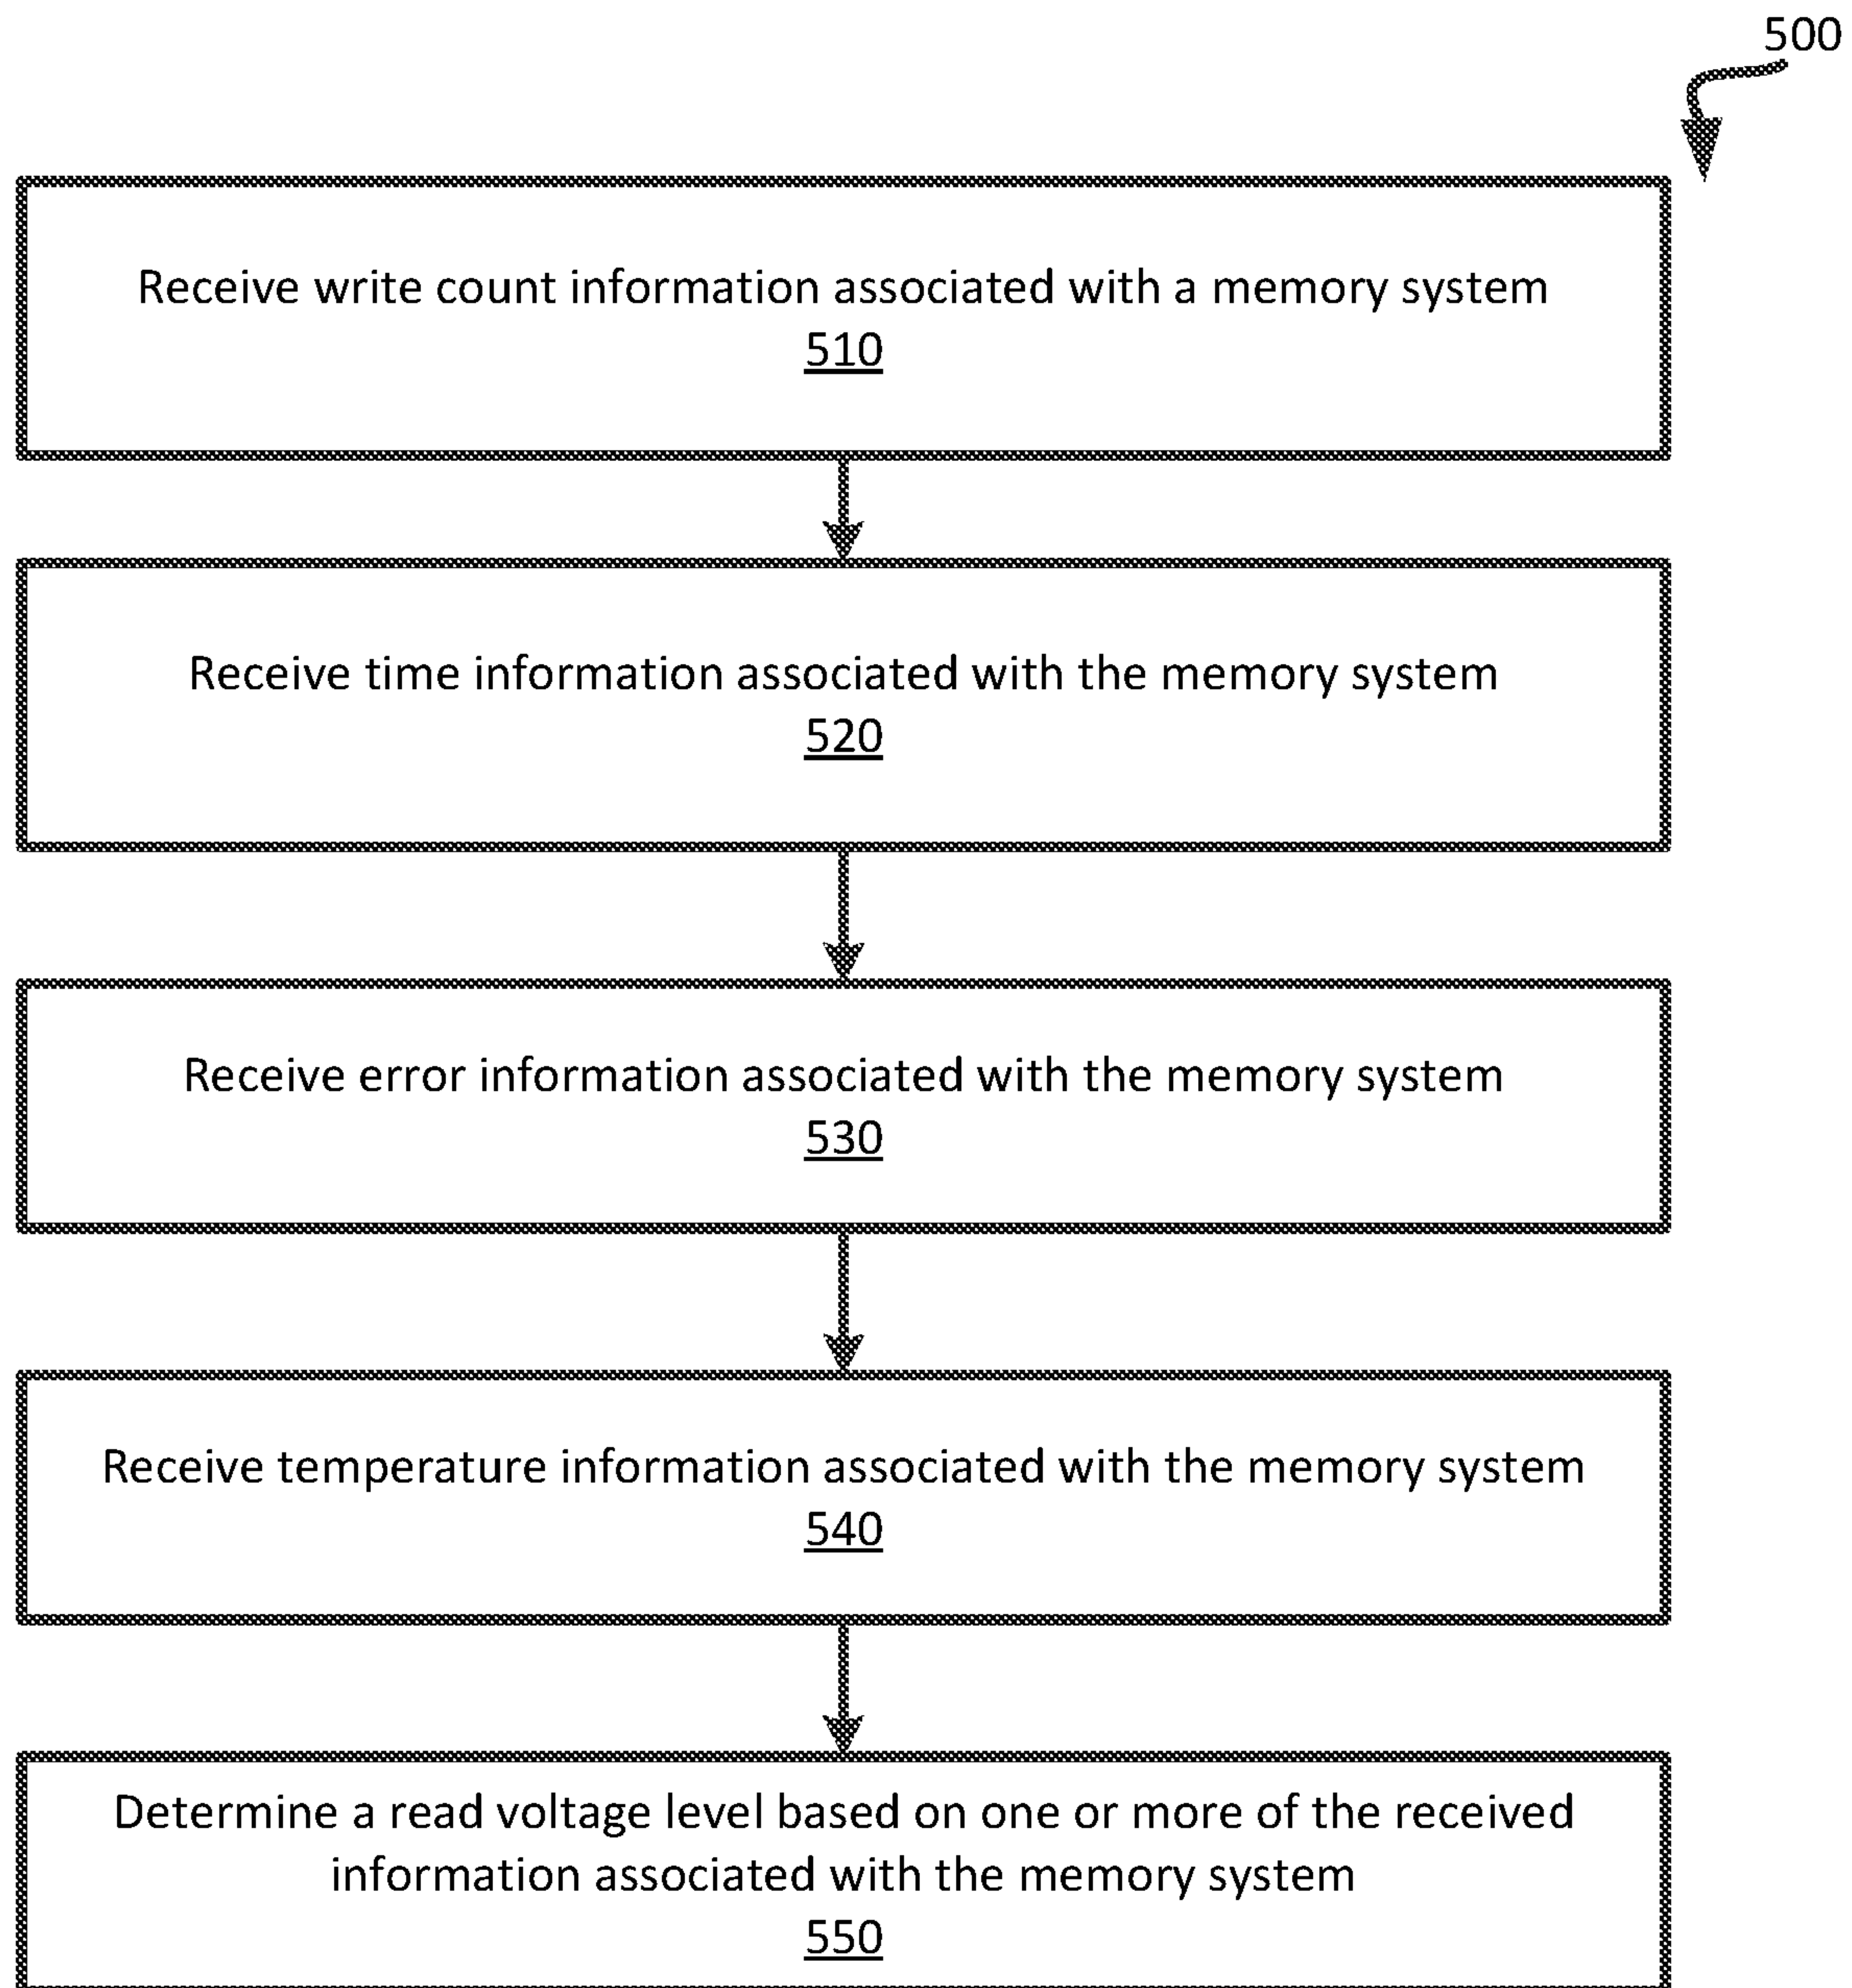 500
Receive write count information associated with a memory system
510
Receive time information associated with the memory system
520
Receive error information associated with the memory system
530
Receive temperature information associated with the memory system
540
Determine a read voltage level based on one or more of the received
information associated with the memory system
550